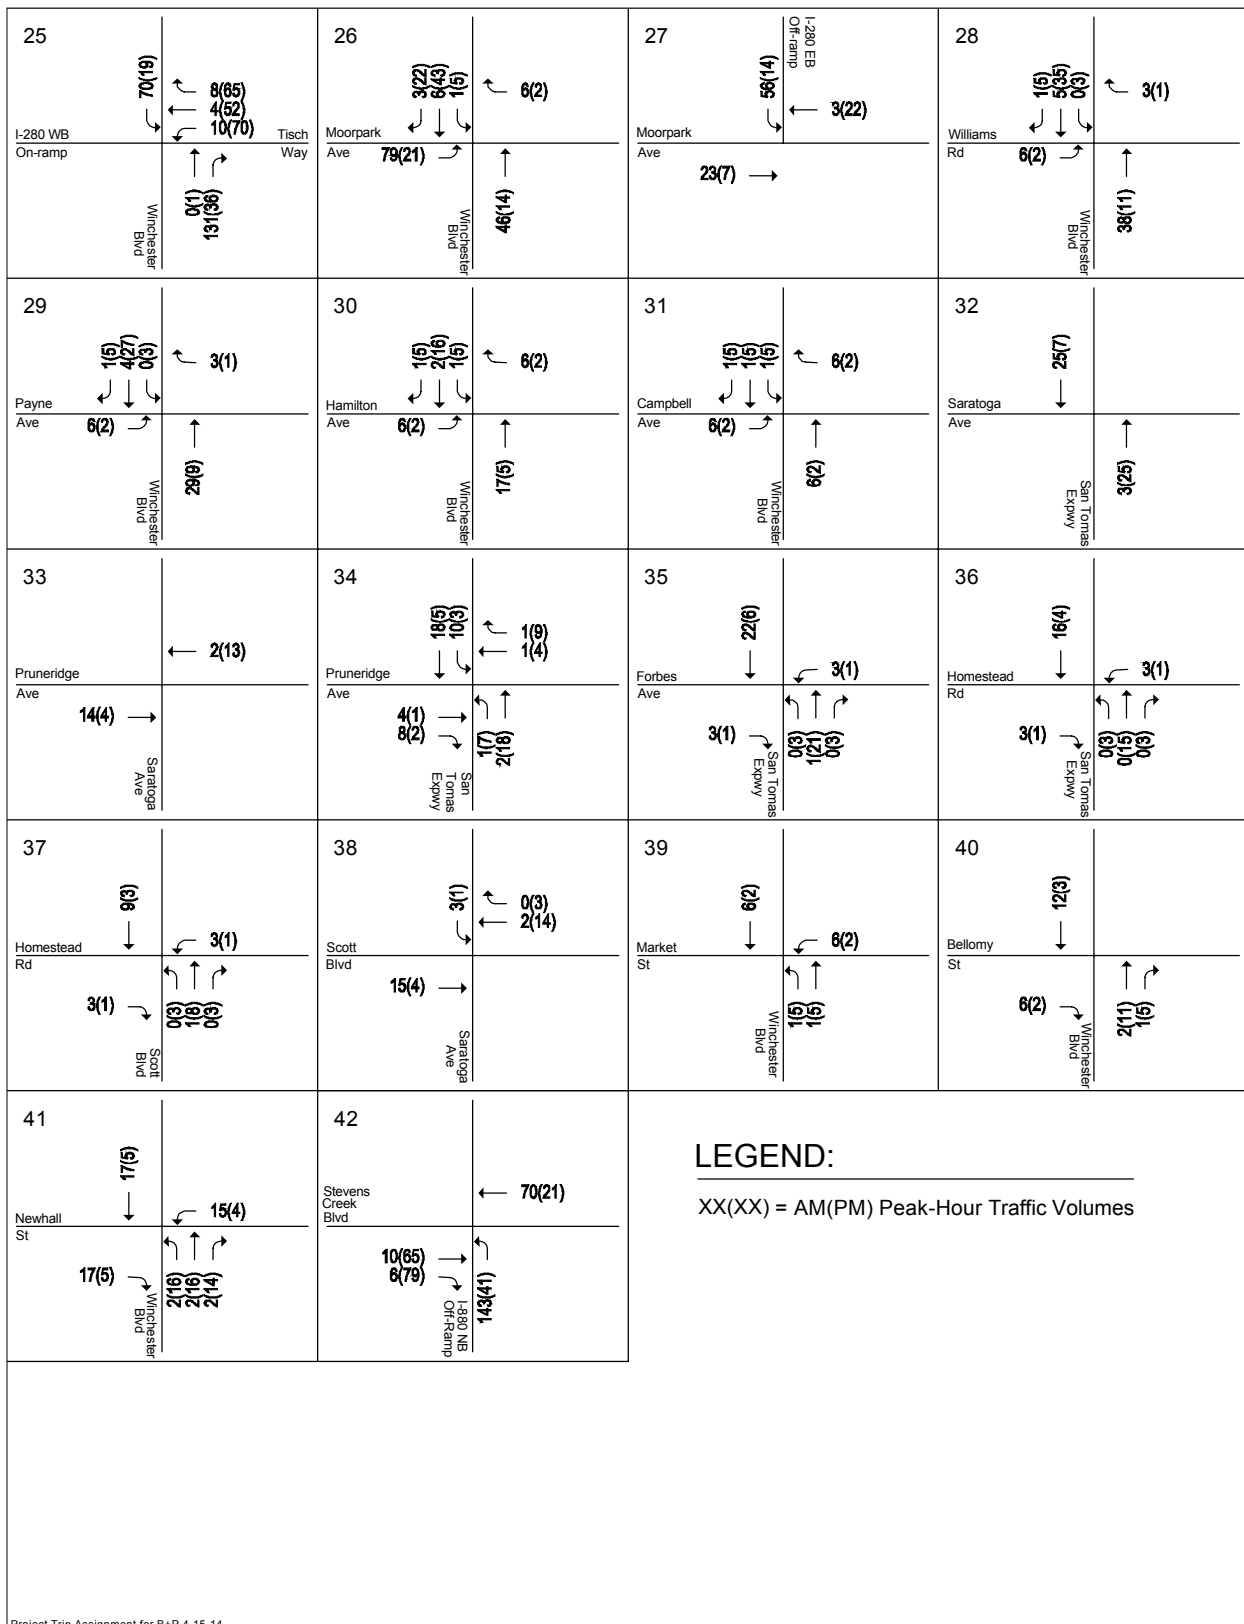 25
70(19)
8(65)
4(52)
10(70)
I-280 WB
On-ramp
Tisch
Way
0(1)
131(36)
Winchester
Blvd
26
3(22)
6(43)
1(5)
6(2)
Moorpark
Ave
79(21)
46(14)
Winchester
Blvd
27
I-280 EB
Off-ramp
56(14)
3(22)
Moorpark
Ave
23(7)
28
1(5)
5(35)
0(3)
3(1)
Williams
Rd
6(2)
38(11)
Winchester
Blvd
29
1(5)
4(27)
0(3)
3(1)
Payne
Ave
6(2)
29(9)
Winchester
Blvd
30
1(5)
2(16)
1(5)
6(2)
Hamilton
Ave
6(2)
17(5)
Winchester
Blvd
31
1(5)
1(5)
1(5)
6(2)
Campbell
Ave
6(2)
6(2)
Winchester
Blvd
32
25(7)
Saratoga
Ave
3(25)
San Tomas
Expwy
33
2(13)
Pruneridge
Ave
14(4)
Saratoga
Ave
34
18(5)
10(3)
1(9)
1(4)
Pruneridge
Ave
4(1)
8(2)
1(7)
2(18)
San
Tomas
Expwy
35
22(6)
3(1)
Forbes
Ave
3(1)
0(3)
1(21)
0(3)
San Tomas
Expwy
36
16(4)
3(1)
Homestead
Rd
3(1)
0(3)
0(15)
0(3)
San Tomas
Expwy
37
9(3)
3(1)
Homestead
Rd
3(1)
0(3)
1(8)
0(3)
Scott
Blvd
38
3(1)
0(3)
2(14)
Scott
Blvd
15(4)
Saratoga
Ave
39
6(2)
6(2)
Market
St
1(5)
1(5)
Winchester
Blvd
40
12(3)
Bellomy
St
6(2)
2(11)
1(5)
Winchester
Blvd
41
17(5)
15(4)
Newhall
St
17(5)
2(16)
2(16)
2(14)
Winchester
Blvd
42
Stevens
Creek
Blvd
70(21)
10(65)
6(79)
143(41)
I-880 NB
Off-Ramp
LEGEND:
XX(XX) = AM(PM) Peak-Hour Traffic Volumes
Project Trip Assignment for B+P 4-15-14